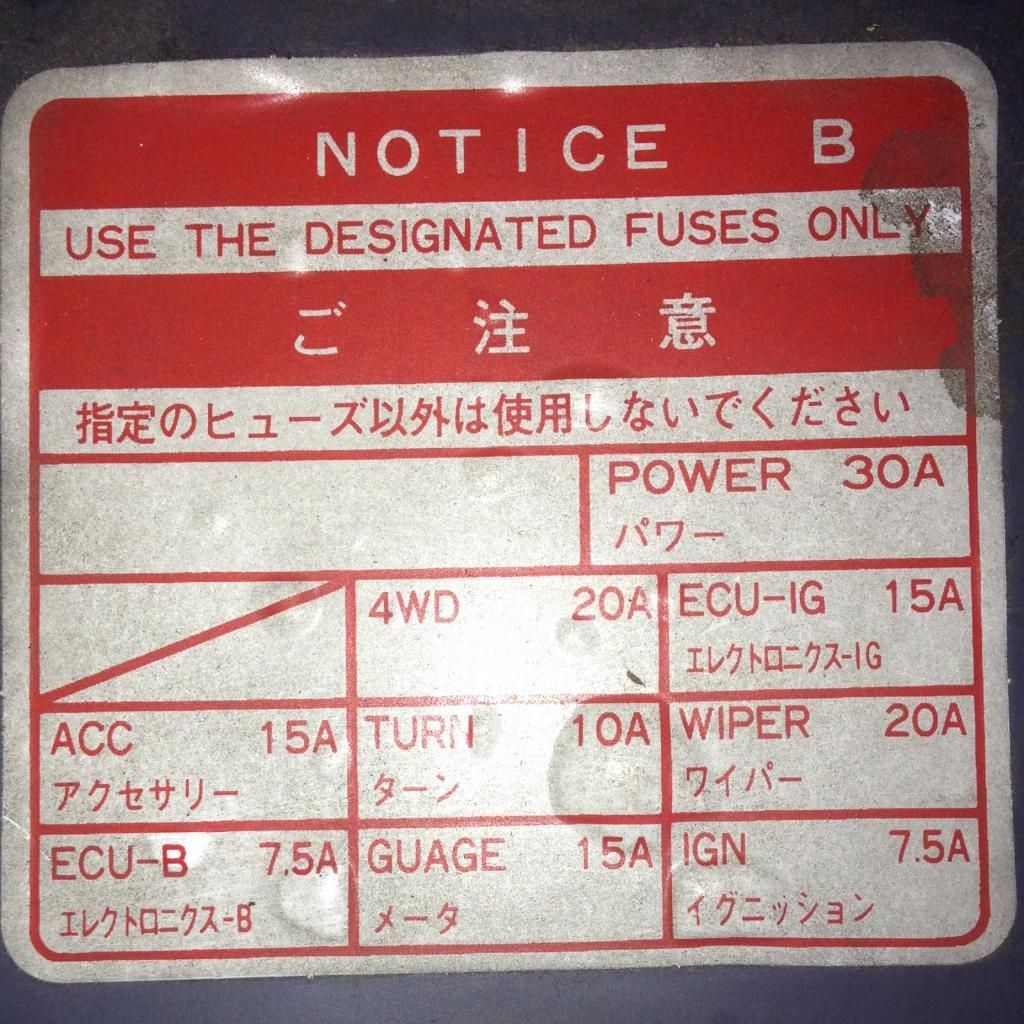 NOTICE B
USE THE DESIGNATED FUSES ONLY
ご注意
指定のヒューズ以外は使用しないでください
POWER 30A
パワー
4WD 20A
ECU-IG 15A
エレクトロニクス-IG
ACC 15A
アクセサリー
TURN 10A
ターン
WIPER 20A
ワイパー
ECU-B 7.5A
エレクトロニクス-B
GUAGE 15A
メータ
IGN 7.5A
イグニッション